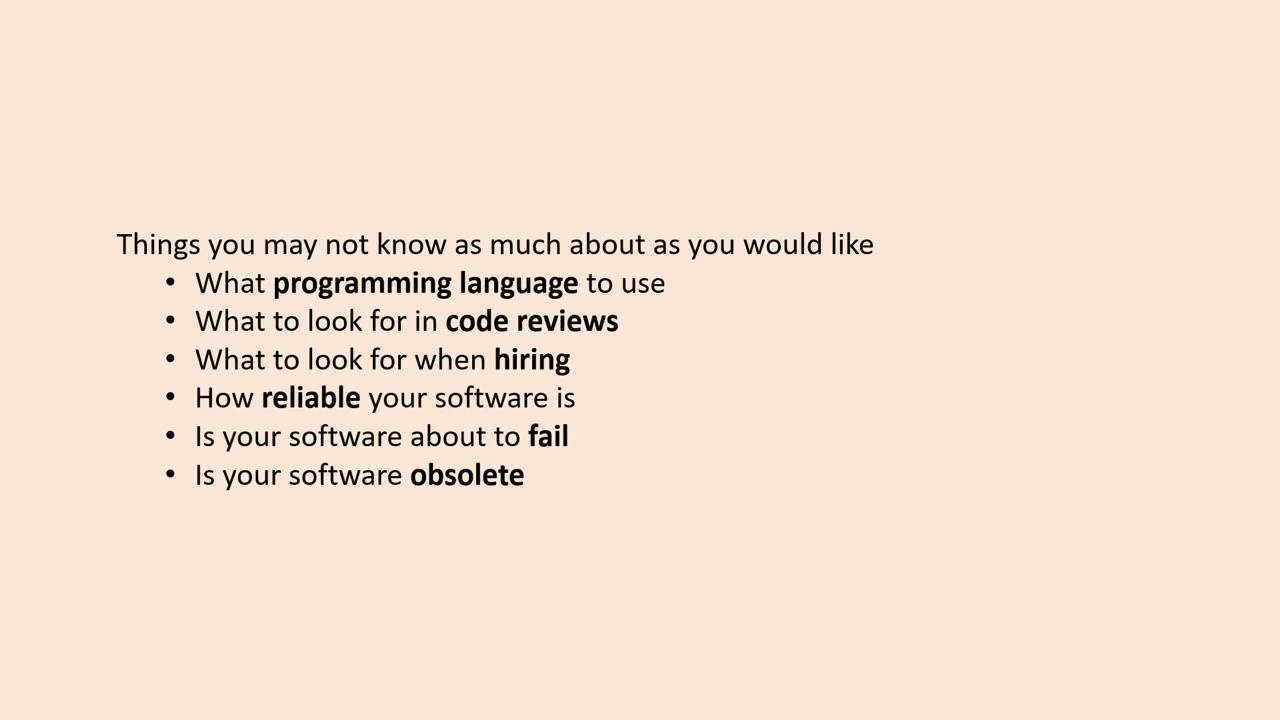 Things you may not know as much about as you would like
• What programming language to use
• What to look for in code reviews
• What to look for when hiring
• How reliable your software is
• Is your software about to fail
• Is your software obsolete